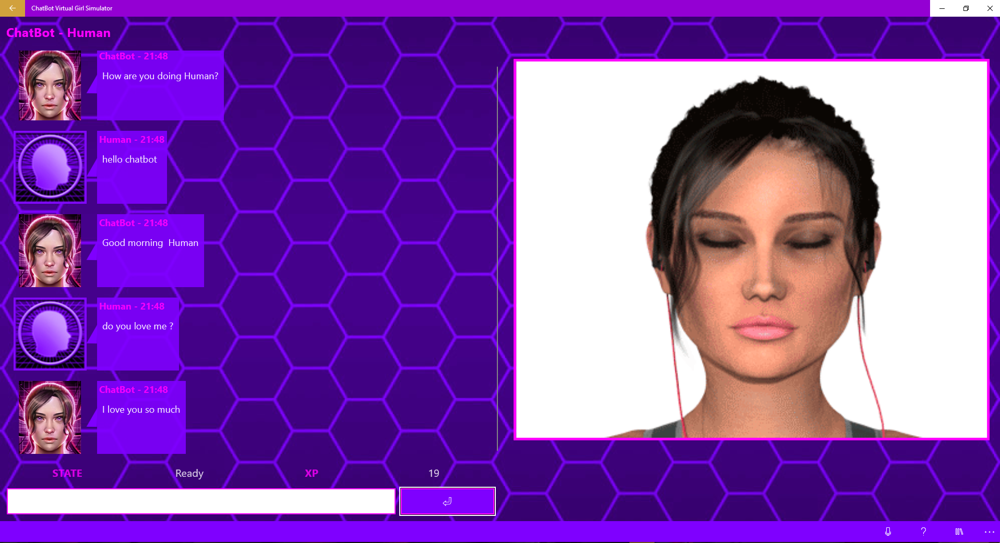 ChatBot Virtual Girl Simulator
ChatBot - Human
ChatBot - 21:48
How are you doing Human?
Human - 21:48
hello chatbot
ChatBot - 21:48
Good morning  Human
Human - 21:48
do you love me ?
ChatBot - 21:48
I love you so much
STATE Ready XP 19